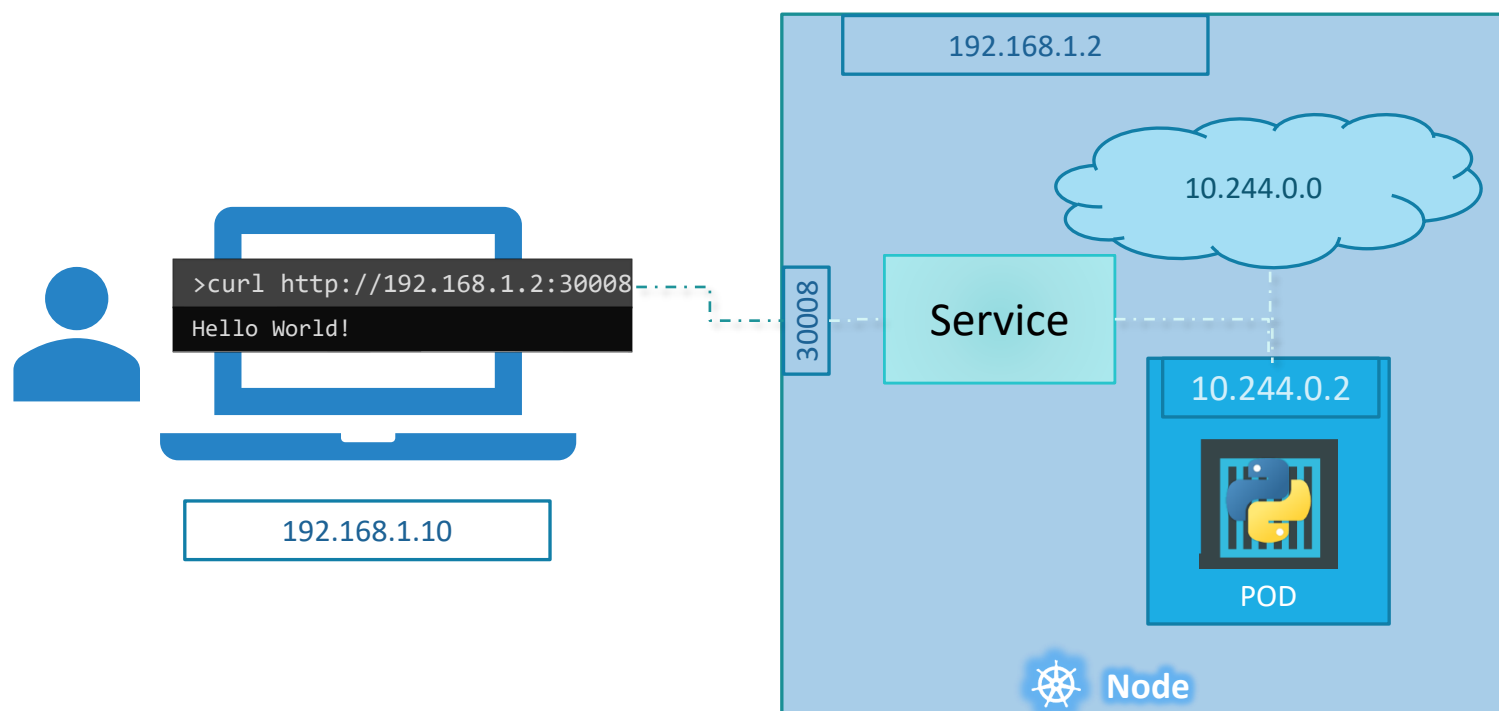 192.168.1.2
10.244.0.0
>curl http://192.168.1.2:30008
Hello World!
30008
Service
10.244.0.2
192.168.1.10
POD
Node